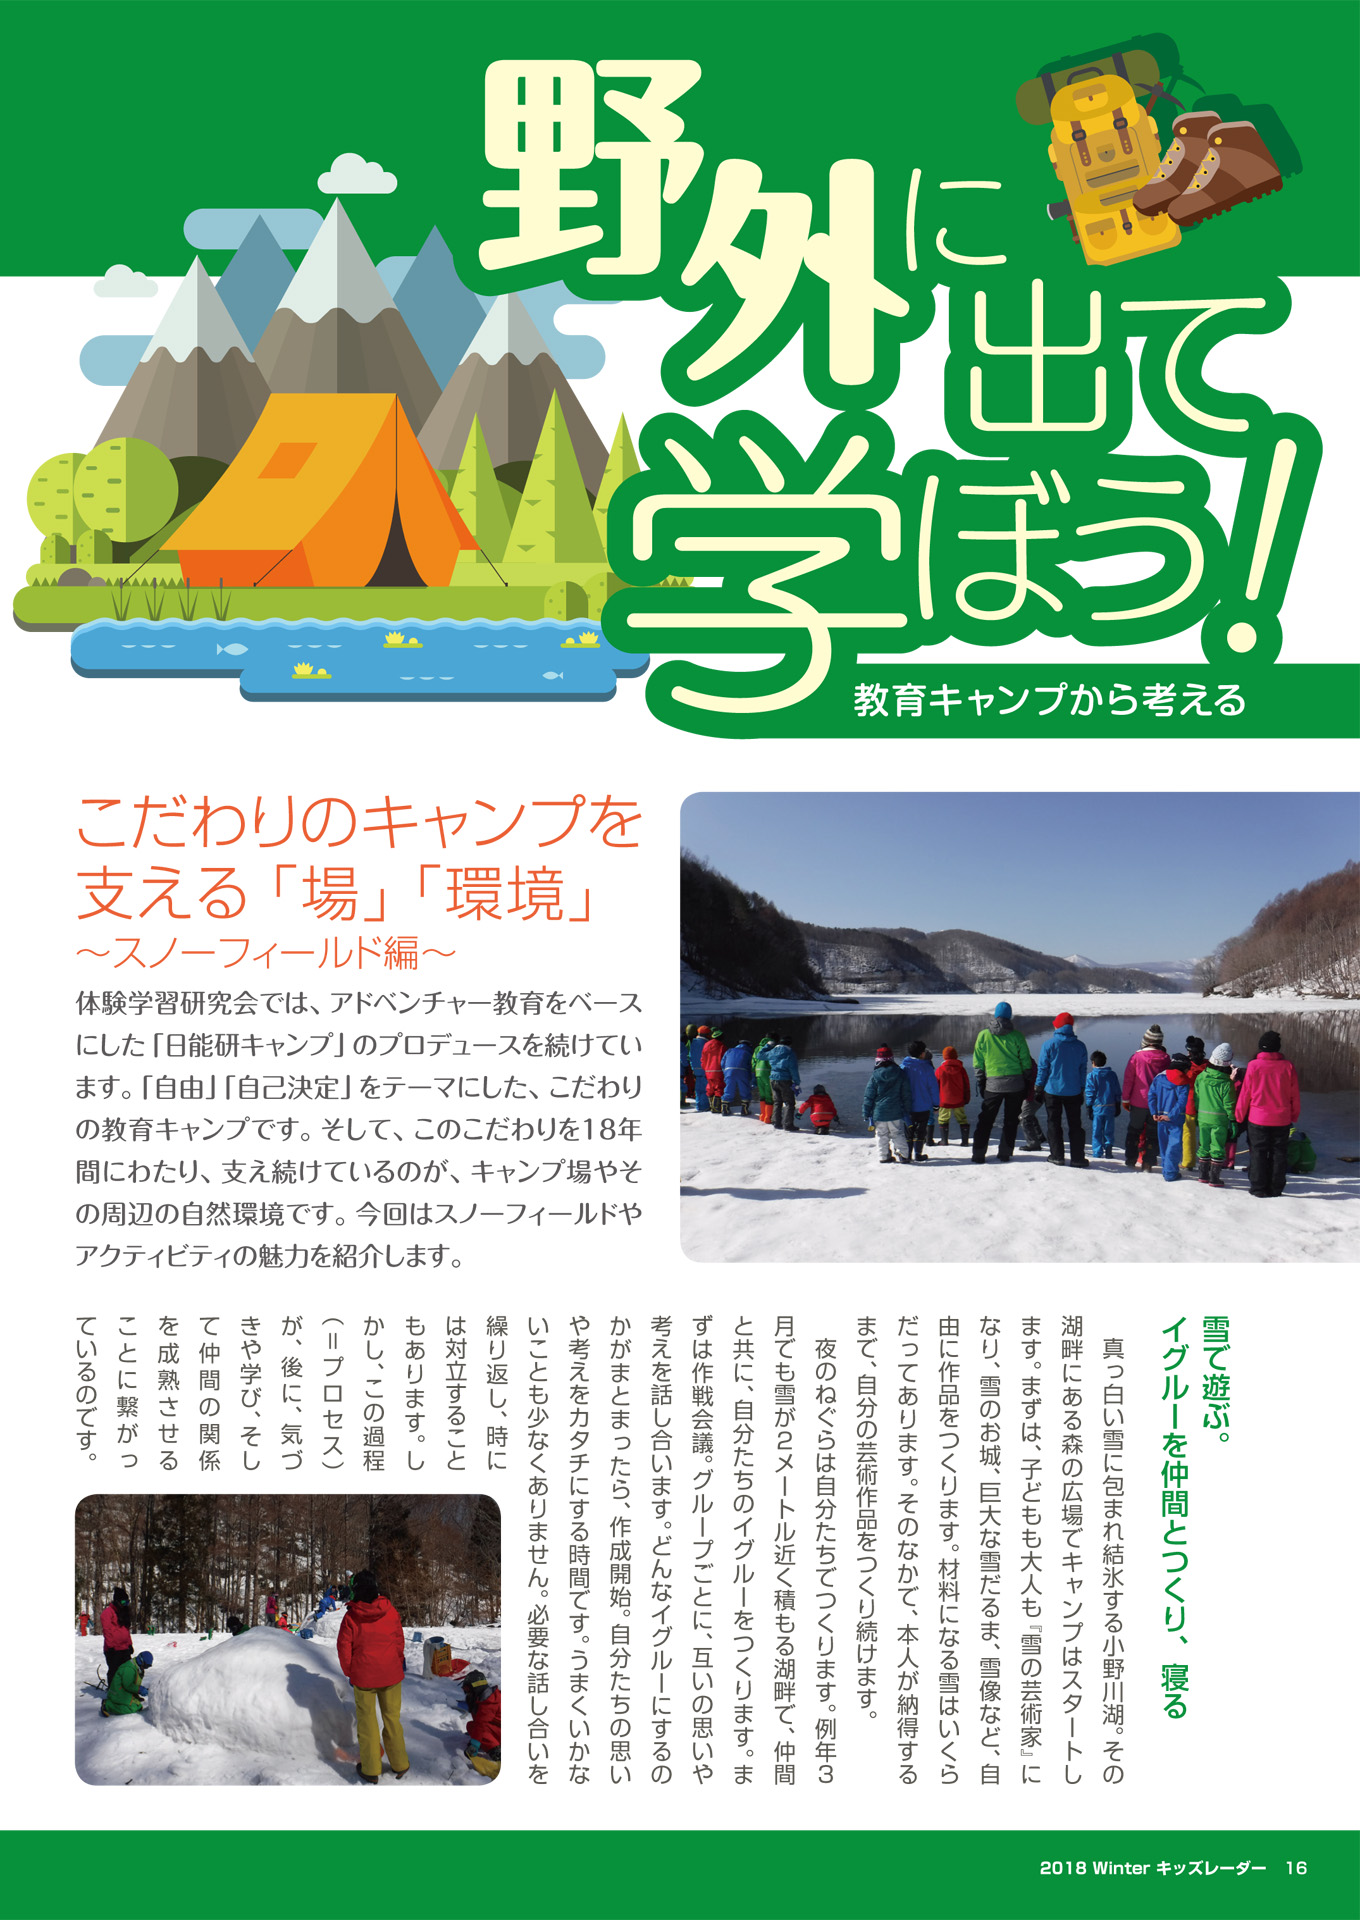 野外に
出て
学ぼう！
教育キャンプから考える
こだわりのキャンプを
支える「場」「環境」
～スノーフィールド編～
体験学習研究会では、アドベンチャー教育をベース
にした「日能研キャンプ」のプロデュースを続けてい
ます。「自由」「自己決定」をテーマにした、こだわり
の教育キャンプです。そして、このこだわりを18年
間にわたり、支え続けているのが、キャンプ場やそ
の周辺の自然環境です。今回はスノーフィールドや
アクティビティの魅力を紹介します。
雪で遊ぶ。
イグルーを仲間とつくり、寝る
真っ白い雪に包まれ結氷する小野川湖。その
湖畔にある森の広場でキャンプはスタートし
ます。まずは、子どもも大人も『雪の芸術家』に
なり、雪のお城、巨大な雪だるま、雪像など、自
由に作品をつくります。材料になる雪はいくら
だってあります。そのなかで、本人が納得する
まで、自分の芸術作品をつくり続けます。
夜のねぐらは自分たちでつくります。例年3
月でも雪が2メートル近く積もる湖畔で、仲間
と共に、自分たちのイグルーをつくります。ま
ずは作戦会議。グループごとに、互いの思いや
考えを話し合います。どんなイグルーにするの
かがまとまったら、作成開始。自分たちの思い
や考えをカタチにする時間です。うまくいかな
いことも少なくありません。必要な話し合いを
繰り返し、時に
は対立すること
もあります。し
かし、この過程
（＝プロセス）
が、後に、気づ
きや学び、そし
て仲間の関係
を成熟させる
ことに繋がっ
ているのです。
2018 Winter キッズレーダー 16